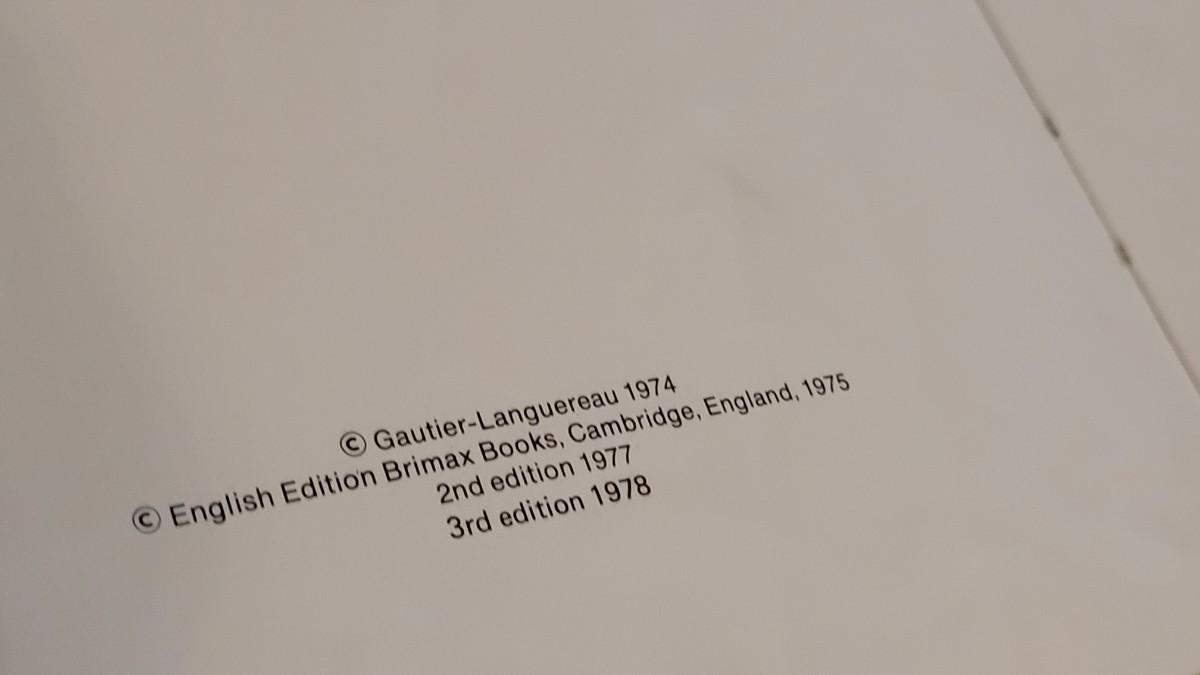 © Gautier-Languereau 1974
© English Edition Brimax Books, Cambridge, England, 1975
2nd edition 1977
3rd edition 1978